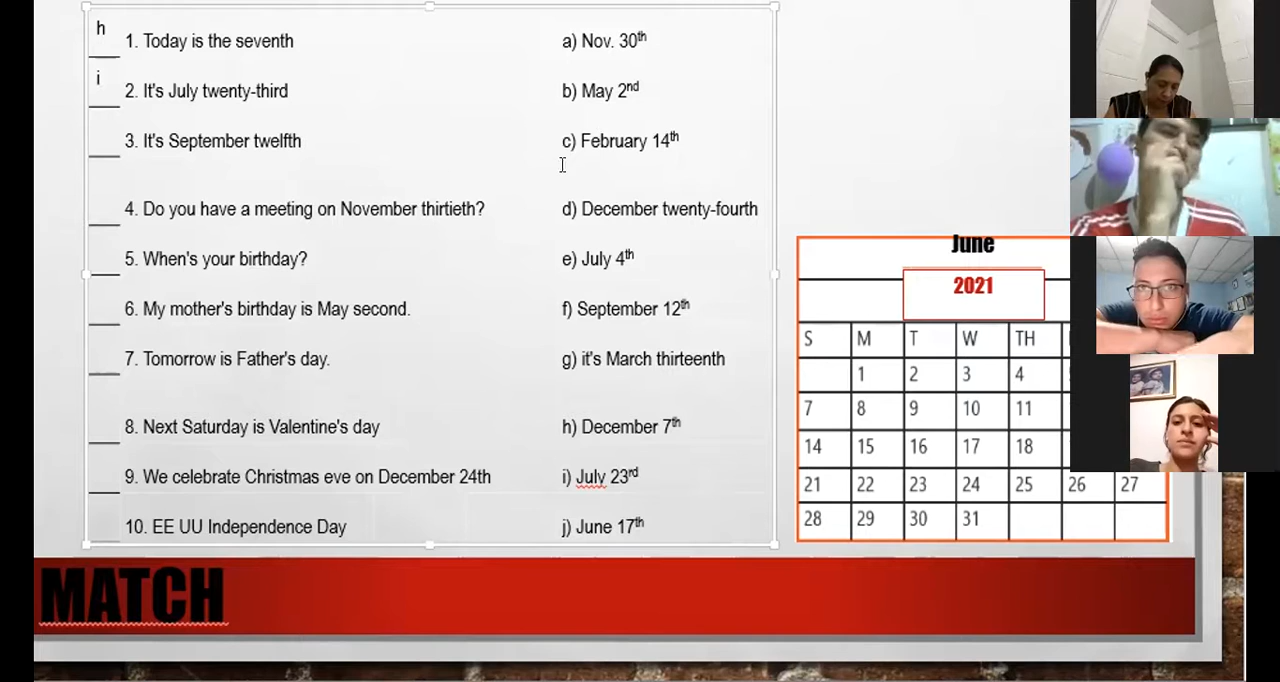 h
1. Today is the seventh
a) Nov. 30th
i
2. It's July twenty-third
b) May 2nd
3. It's September twelfth
c) February 14th
4. Do you have a meeting on November thirtieth?
d) December twenty-fourth
5. When's your birthday?
e) July 4th
6. My mother's birthday is May second.
f) September 12th
7. Tomorrow is Father's day.
g) it's March thirteenth
8. Next Saturday is Valentine's day
h) December 7th
9. We celebrate Christmas eve on December 24th
i) July 23rd
10. EE UU Independence Day
j) June 17th
June
2021
S M T W TH
1 2 3 4
7 8 9 10 11
14 15 16 17 18
21 22 23 24 25 26 27
28 29 30 31
MATCH